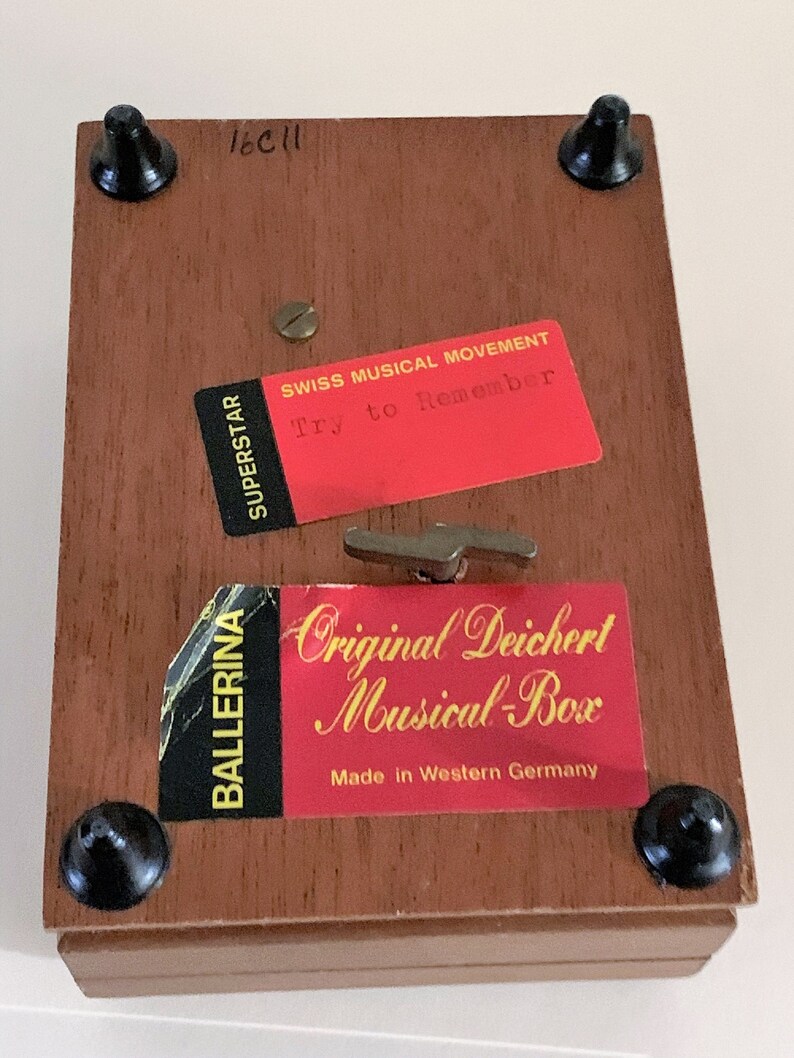 16C11
SUPERSTAR
SWISS MUSICAL MOVEMENT
Try to Remember
BALLERINA®
Original Deichert
Musical-Box
Made in Western Germany